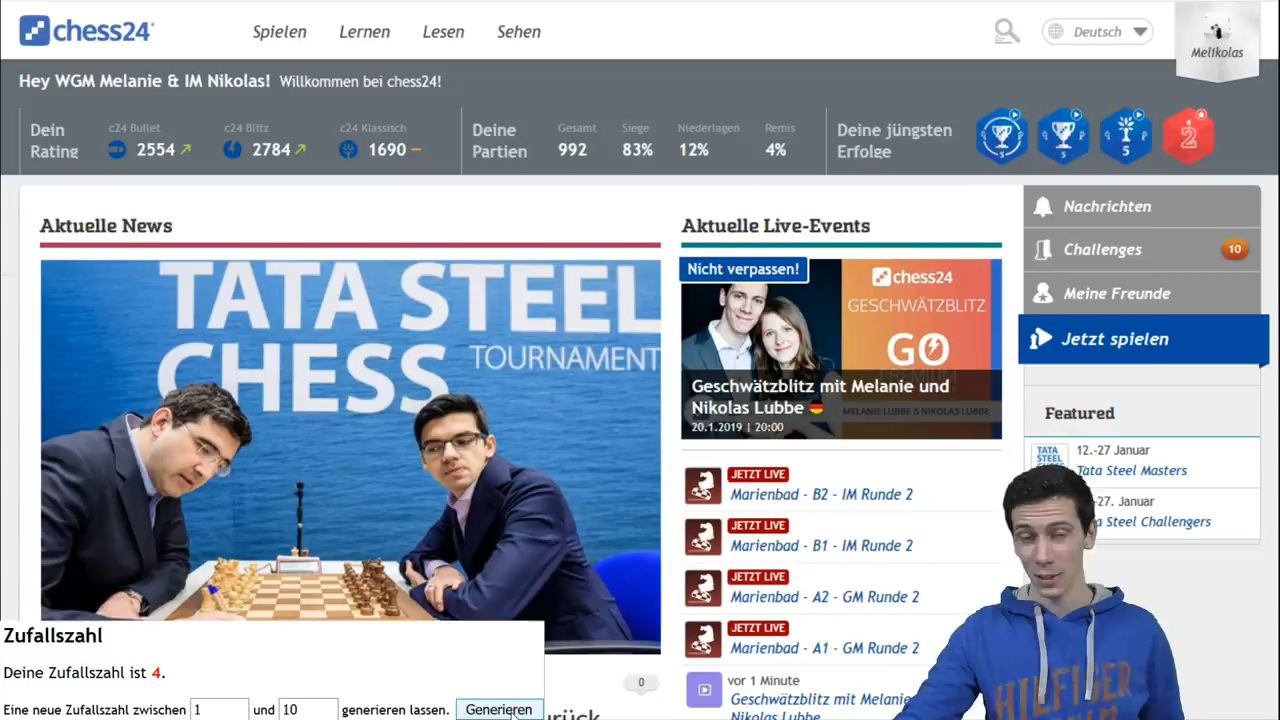 chess24
Spielen
Lernen
Lesen
Sehen
Deutsch
Melikolas
Hey WGM Melanie & IM Nikolas! Willkommen bei chess24!
Dein
Rating
c24 Bullet
2554
c24 Blitz
2784
c24 Klassisch
1690
Deine
Partien
Gesamt
992
Siege
83%
Niederlagen
12%
Remis
4%
Deine jüngsten
Erfolge
5
5
5
2
Aktuelle News
TATA STEEL
CHESS TOURNAMENT
0
Aktuelle Live-Events
Nicht verpassen!
chess24
GESCHWÄTZBLITZ
GO
Geschwätzblitz mit Melanie und
Nikolas Lubbe
MELANIE LUBBE & NIKOLAS LUBBE
20.1.2019 | 20:00
JETZT LIVE
Marienbad - B2 - IM Runde 2
JETZT LIVE
Marienbad - B1 - IM Runde 2
JETZT LIVE
Marienbad - A2 - GM Runde 2
JETZT LIVE
Marienbad - A1 - GM Runde 2
vor 1 Minute
Geschwätzblitz mit Melanie
Nikolas Lubbe
Nachrichten
Challenges 10
Meine Freunde
Jetzt spielen
Featured
TATA
STEEL
12.-27 Januar
Tata Steel Masters
-27. Januar
Steel Challengers
Zufallszahl
Deine Zufallszahl ist 4.
Eine neue Zufallszahl zwischen 1 und 10 generieren lassen. Generieren